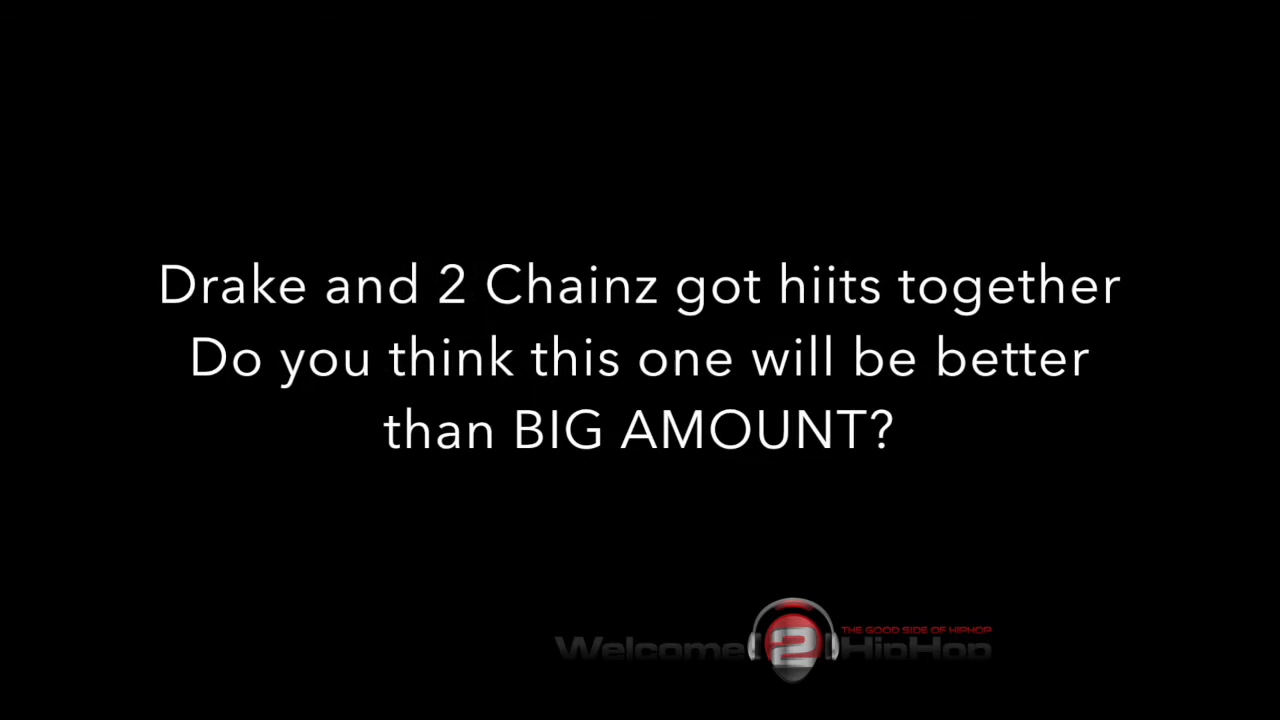 Drake and 2 Chainz got hiits together
Do you think this one will be better
than BIG AMOUNT?
THE GOOD SIDE OF HIPHOP
Welcome 2 HipHop